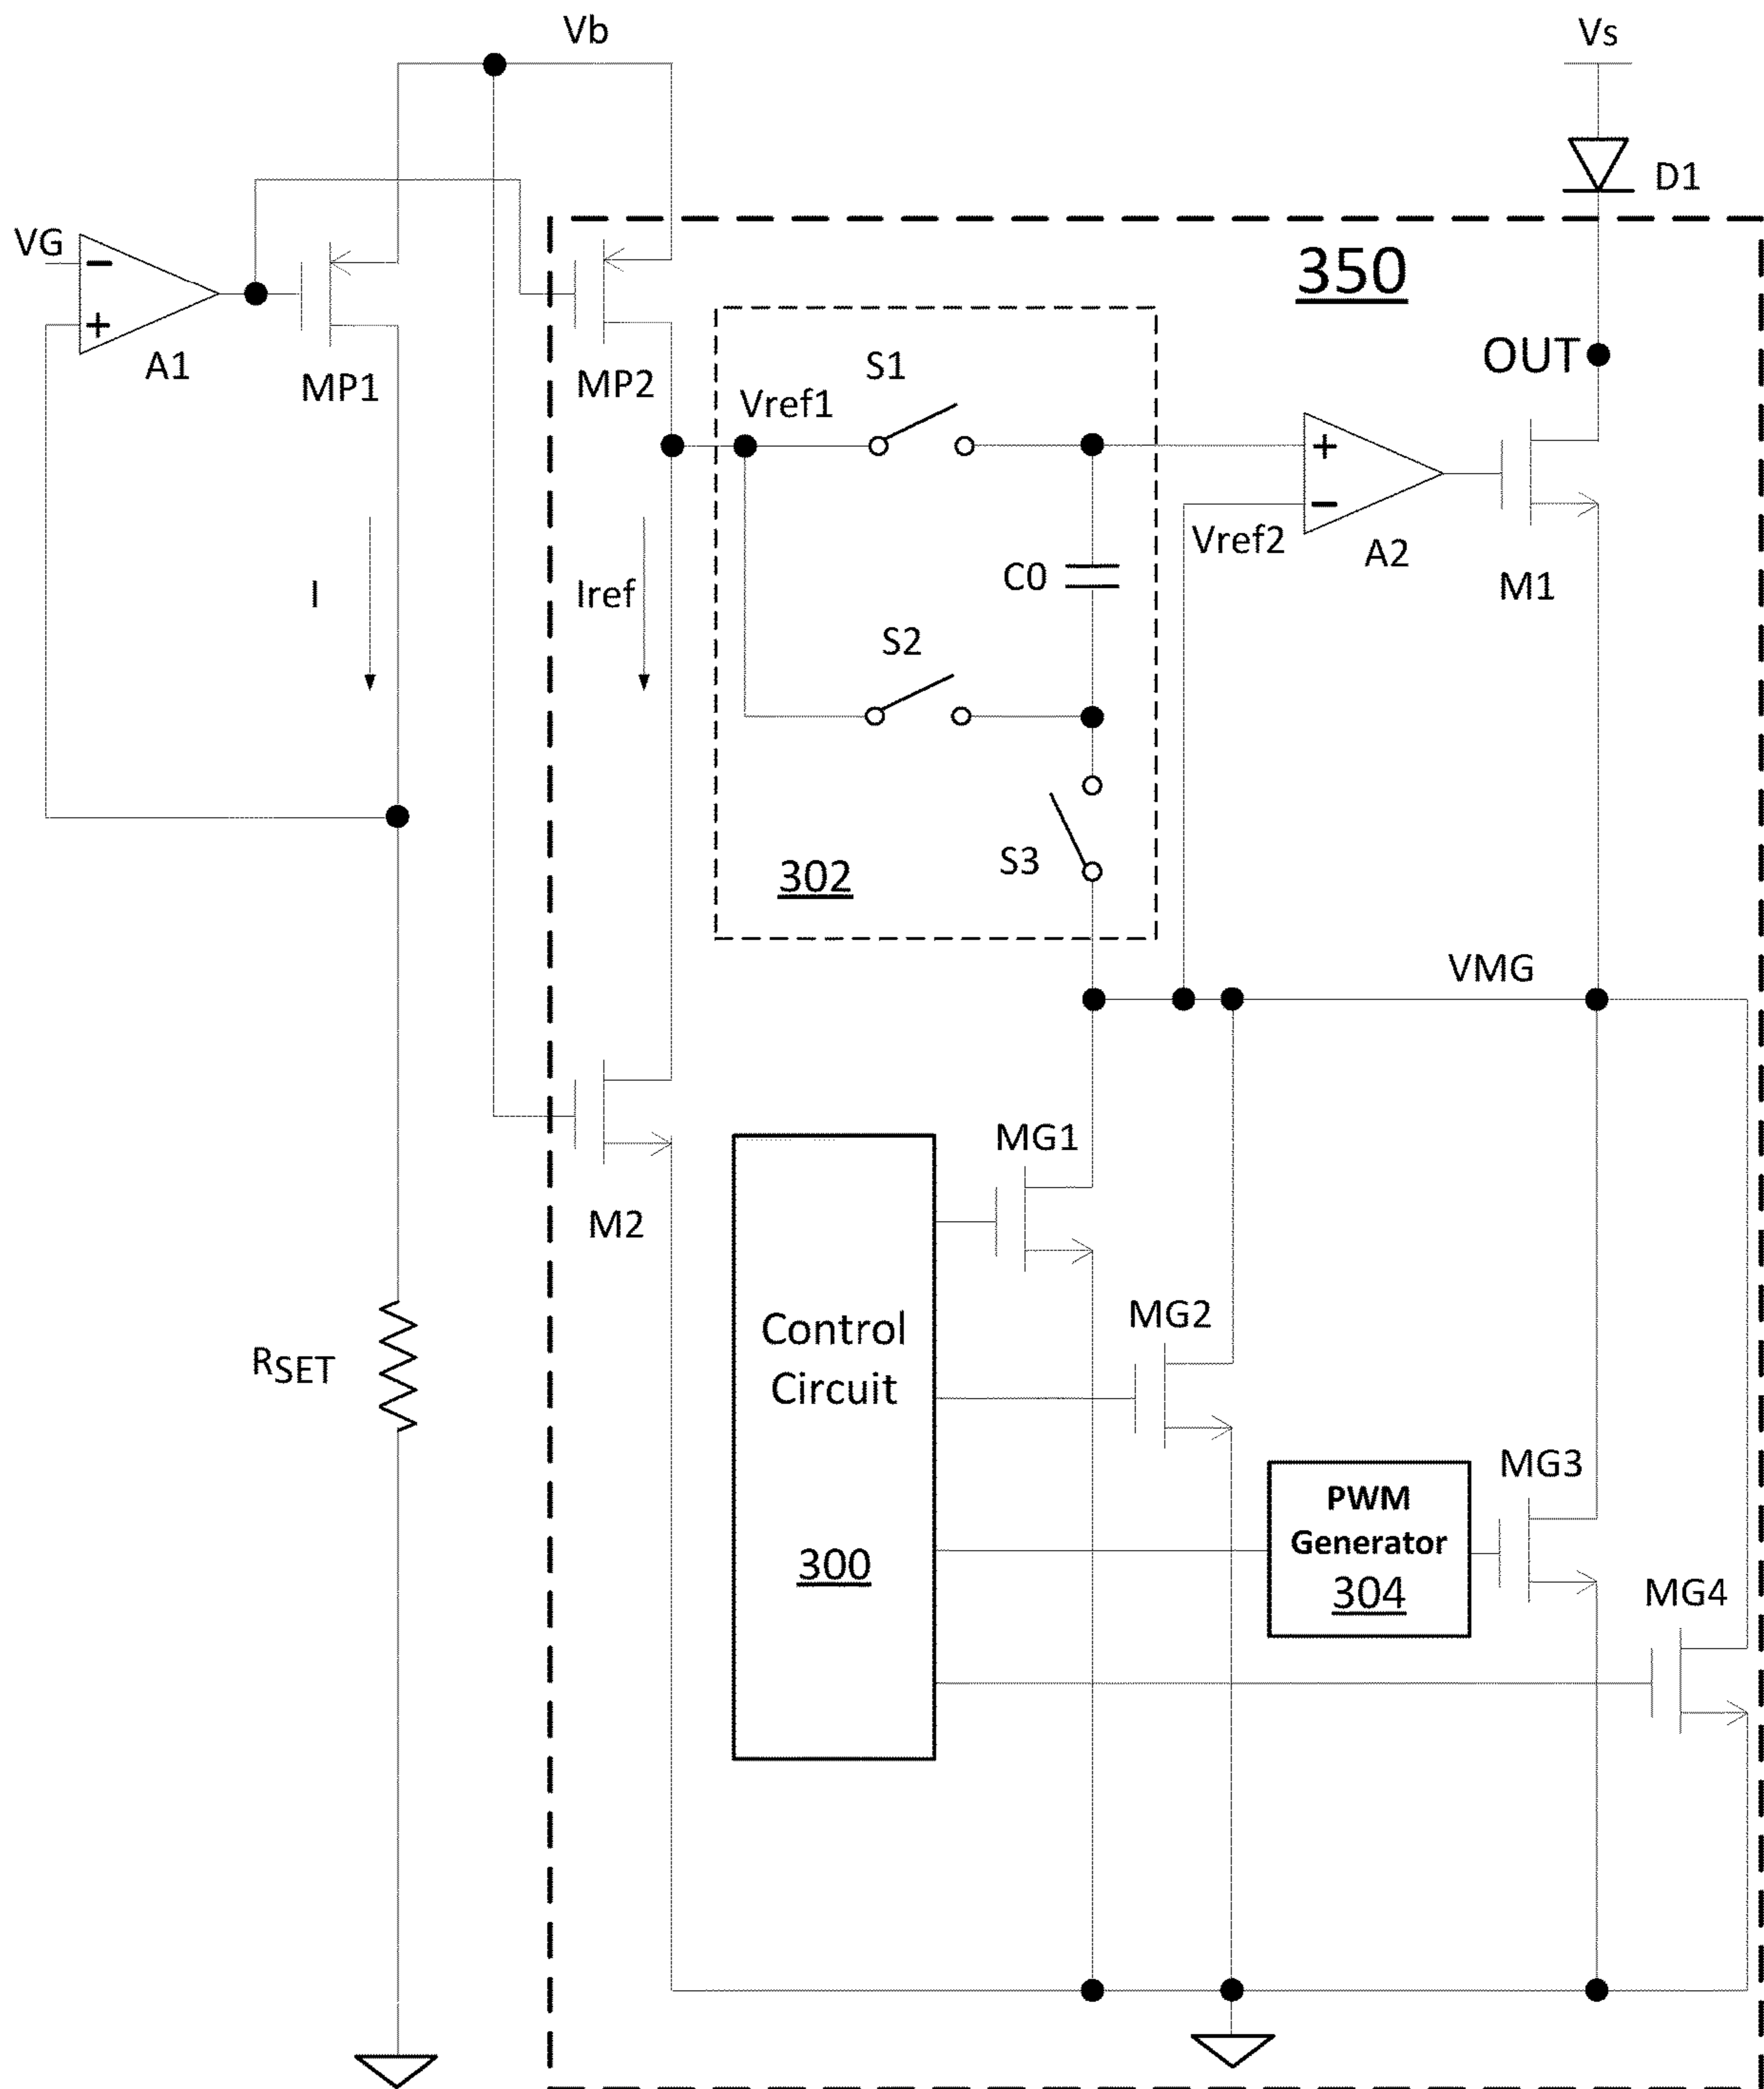 Vb
Vs
D1
VG
−
+
A1
MP1
MP2
350
OUT
S1
Vref1
+
−
Vref2
A2
M1
I
Iref
C0
S2
S3
302
VMG
MG1
M2
MG2
Control
Circuit
300
RSET
PWM
Generator
304
MG3
MG4